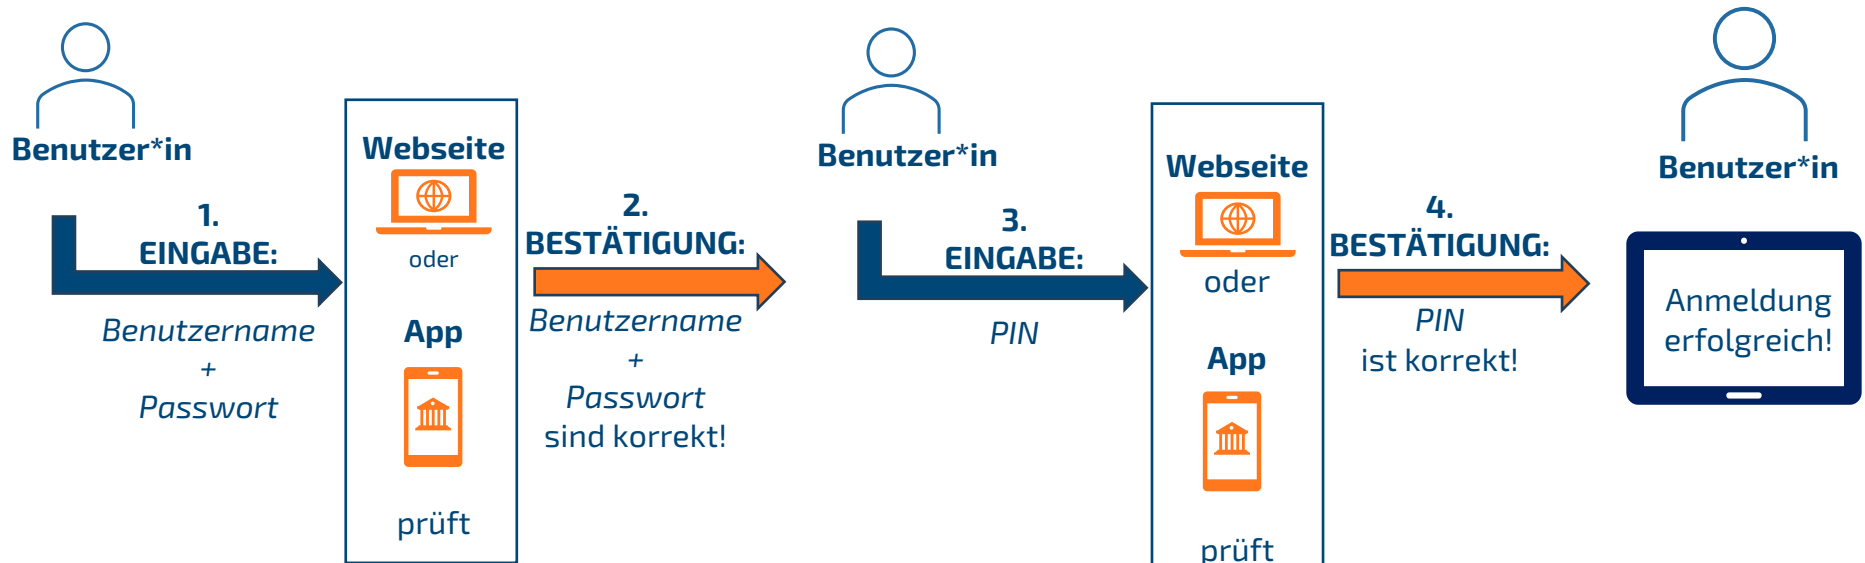 Benutzer*in
1.
EINGABE:
Benutzername
+
Passwort
Webseite
oder
App
prüft
2.
BESTÄTIGUNG:
Benutzername
+
Passwort
sind korrekt!
Benutzer*in
3.
EINGABE:
PIN
Webseite
oder
App
prüft
4.
BESTÄTIGUNG:
PIN
ist korrekt!
Benutzer*in
Anmeldung
erfolgreich!